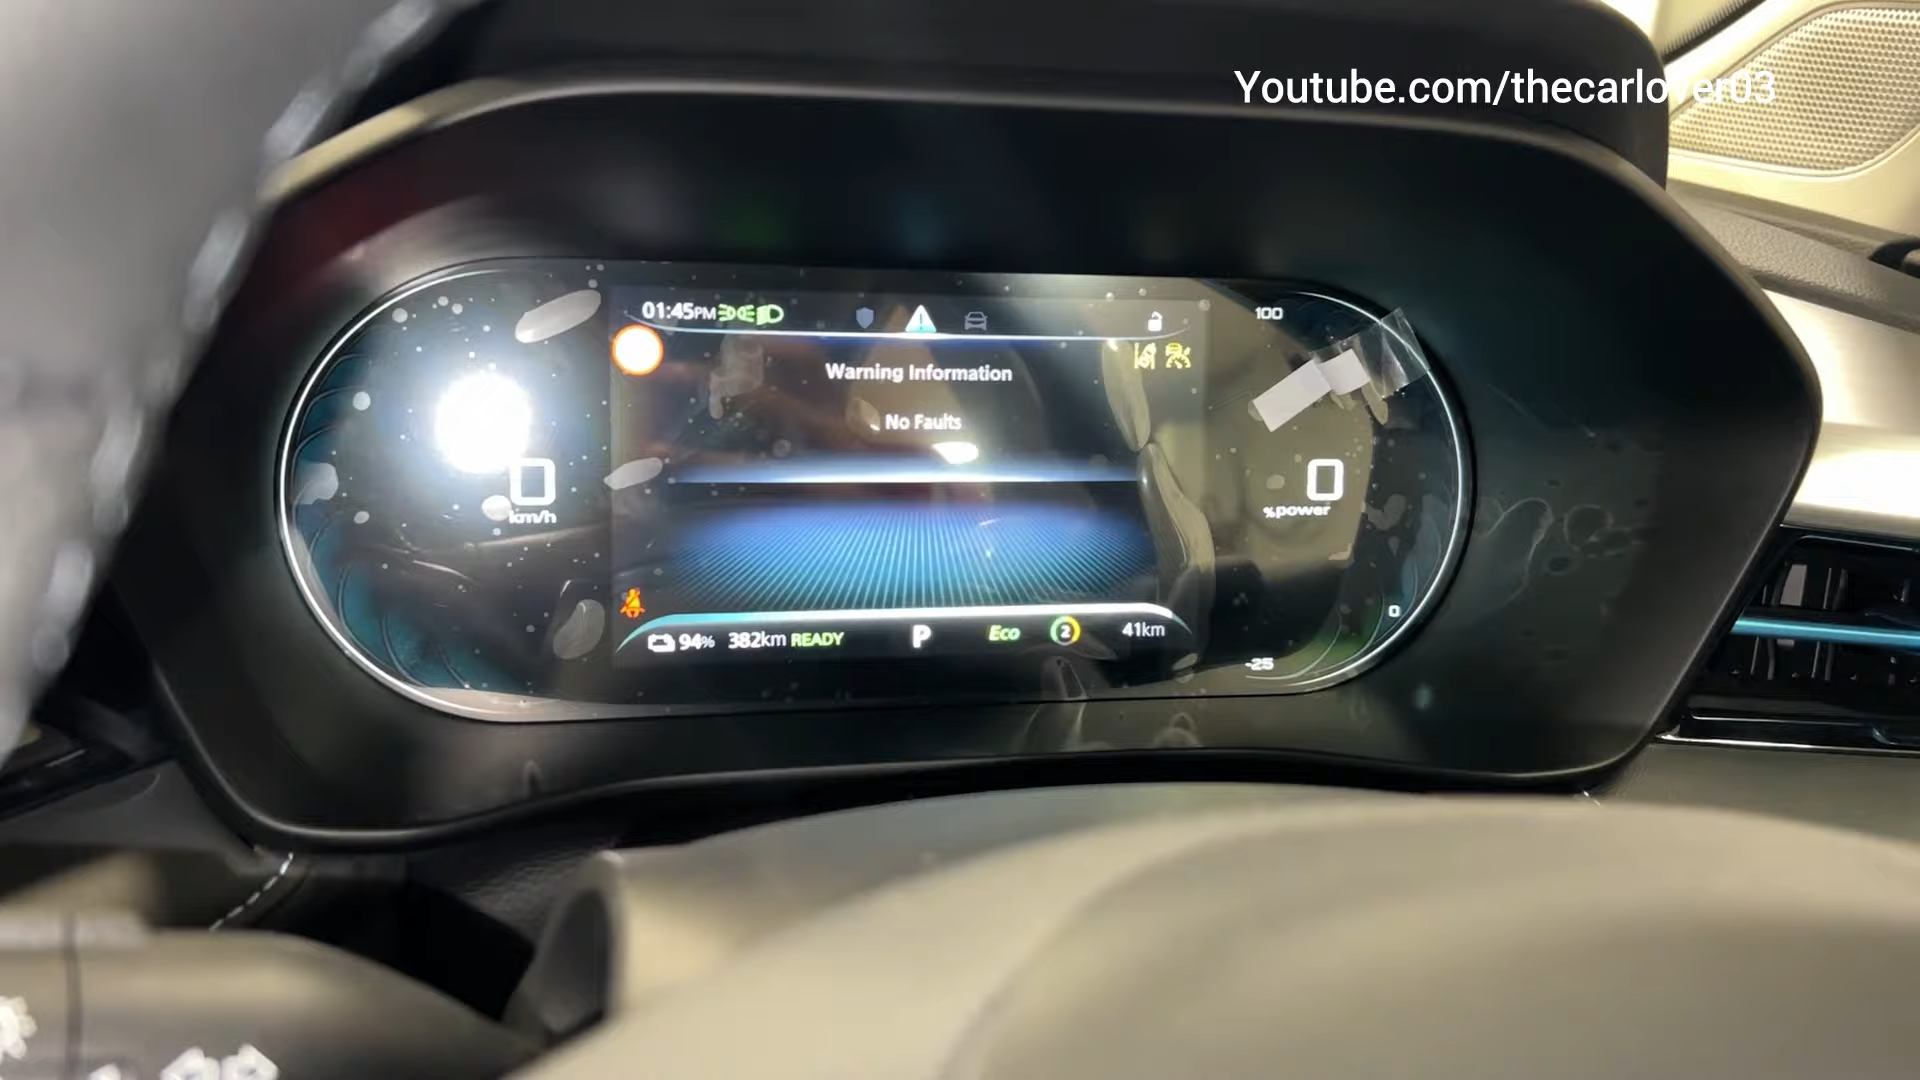 Youtube.com/thecarlover03
01:45PM
100
Warning Information
No Faults
0
km/h
0
%power
0
94% 382km READY P Eco 2 41km
-25